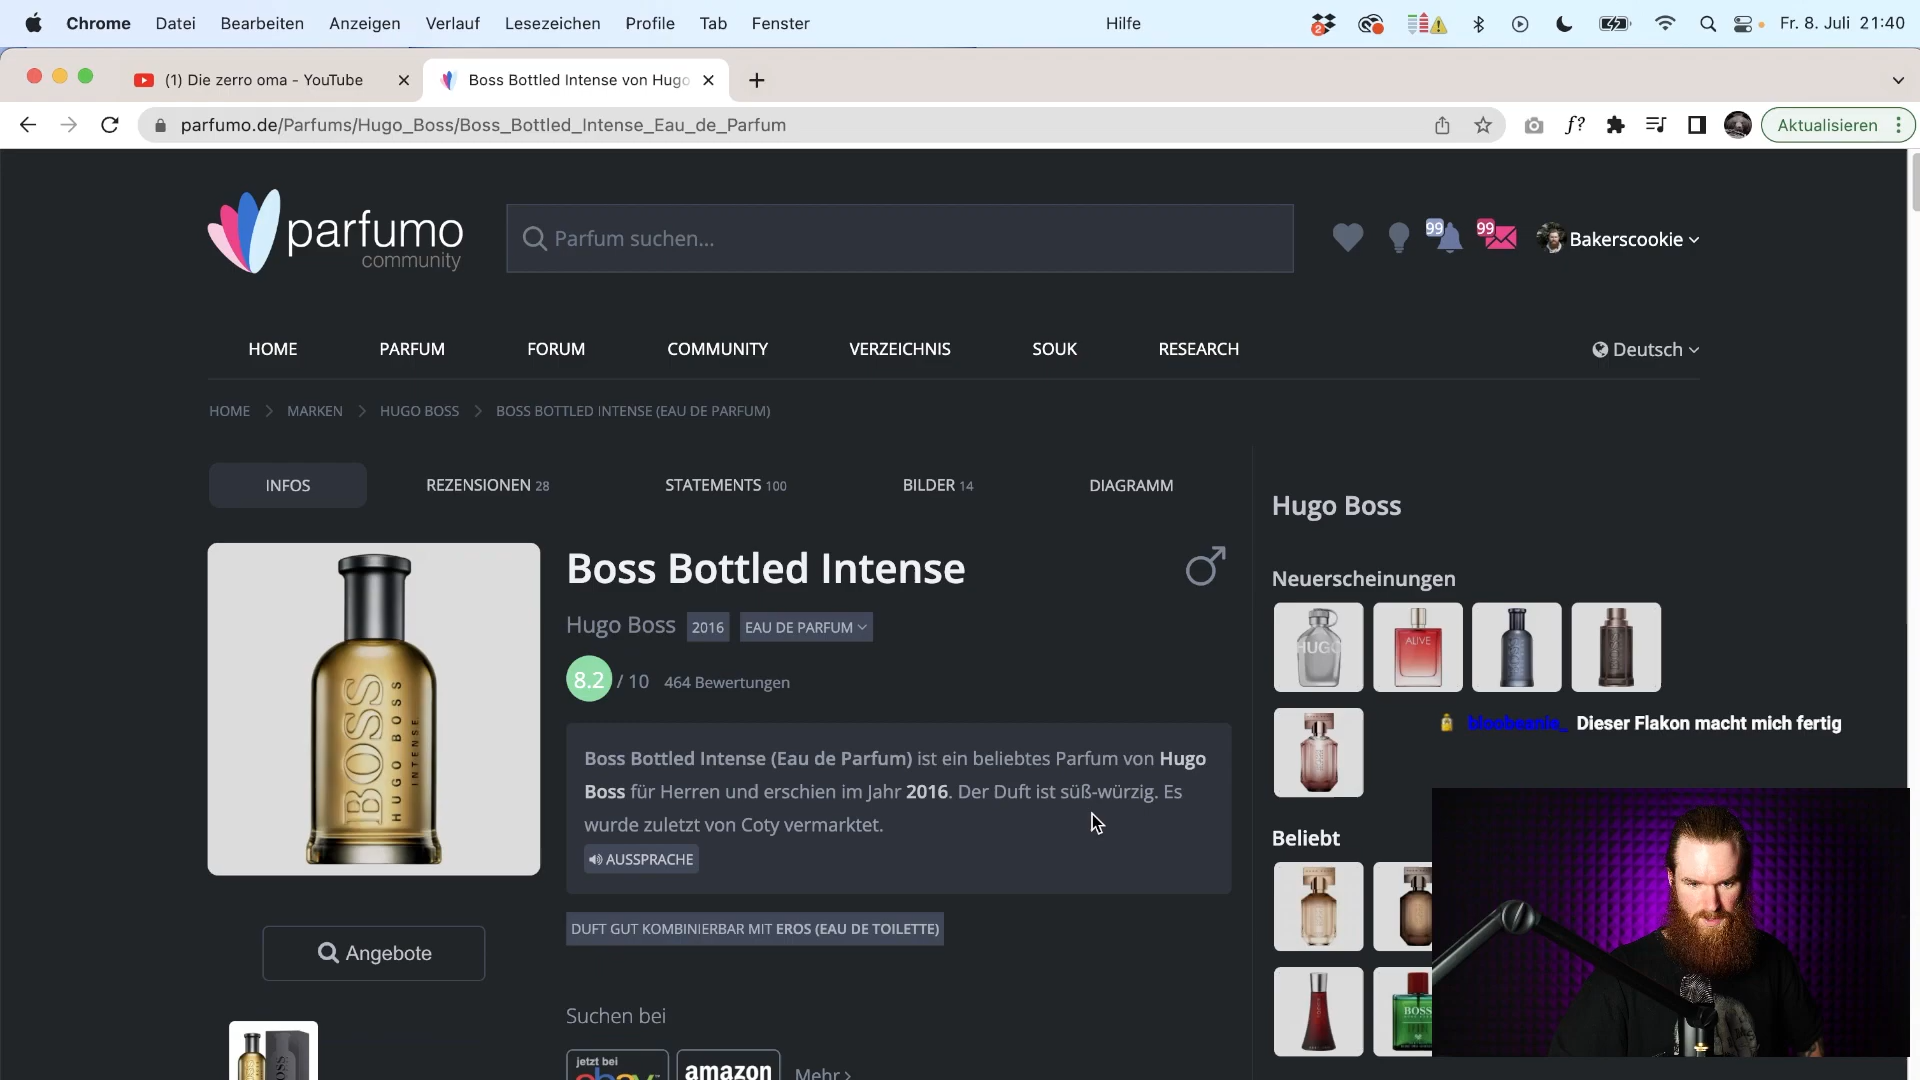 Chrome Datei Bearbeiten Anzeigen Verlauf Lesezeichen Profile Tab Fenster Hilfe 2 Fr. 8. Juli 21:40
(1) Die zerro oma - YouTube Boss Bottled Intense von Hugo
parfumo.de/Parfums/Hugo_Boss/Boss_Bottled_Intense_Eau_de_Parfum f? Aktualisieren
parfumo
community
Parfum suchen...
99 99 Bakerscookie
HOME PARFUM FORUM COMMUNITY VERZEICHNIS SOUK RESEARCH Deutsch
HOME MARKEN HUGO BOSS BOSS BOTTLED INTENSE (EAU DE PARFUM)
INFOS REZENSIONEN 28 STATEMENTS 100 BILDER 14 DIAGRAMM
Boss Bottled Intense
Hugo Boss 2016 EAU DE PARFUM
8.2 / 10 464 Bewertungen
Boss Bottled Intense (Eau de Parfum) ist ein beliebtes Parfum von Hugo
Boss für Herren und erschien im Jahr 2016. Der Duft ist süß-würzig. Es
wurde zuletzt von Coty vermarktet.
AUSSPRACHE
DUFT GUT KOMBINIERBAR MIT EROS (EAU DE TOILETTE)
BOSS
HUGO BOSS
INTENSE
Angebote
Suchen bei
jetzt bei
ebay
amazon
Mehr
Hugo Boss
Neuerscheinungen
HUGO
ALIVE
Dieser Flakon macht mich fertig
Beliebt
BOSS